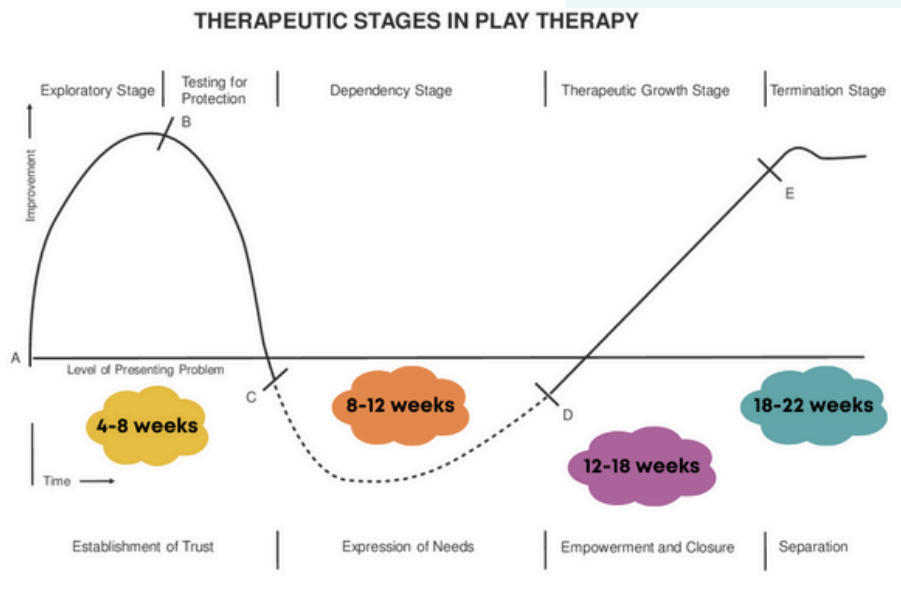 THERAPEUTIC STAGES IN PLAY THERAPY
Exploratory Stage
Testing for
Protection
Dependency Stage
Therapeutic Growth Stage
Termination Stage
B
Improvement
E
A
Level of Presenting Problem
C
D
4-8 weeks
8-12 weeks
12-18 weeks
18-22 weeks
Time
Establishment of Trust
Expression of Needs
Empowerment and Closure
Separation